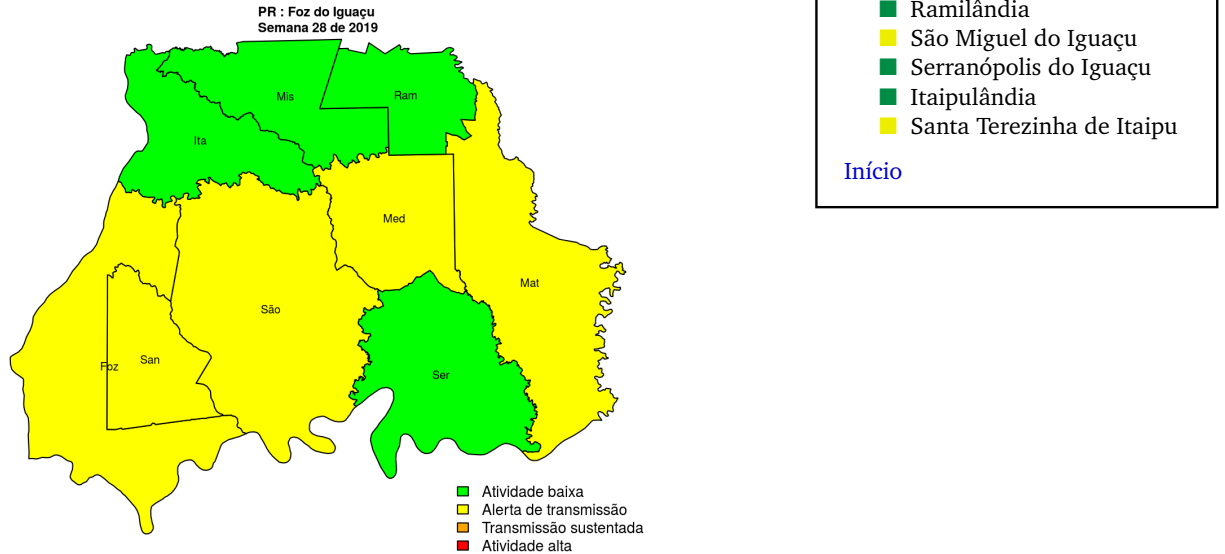 PR : Foz do Iguaçu
Semana 28 de 2019
Mis
Ram
Ita
Med
Mat
São
Foz
San
Ser
Atividade baixa
Alerta de transmissão
Transmissão sustentada
Atividade alta
Ramilândia
São Miguel do Iguaçu
Serranópolis do Iguaçu
Itaipulândia
Santa Terezinha de Itaipu
Início